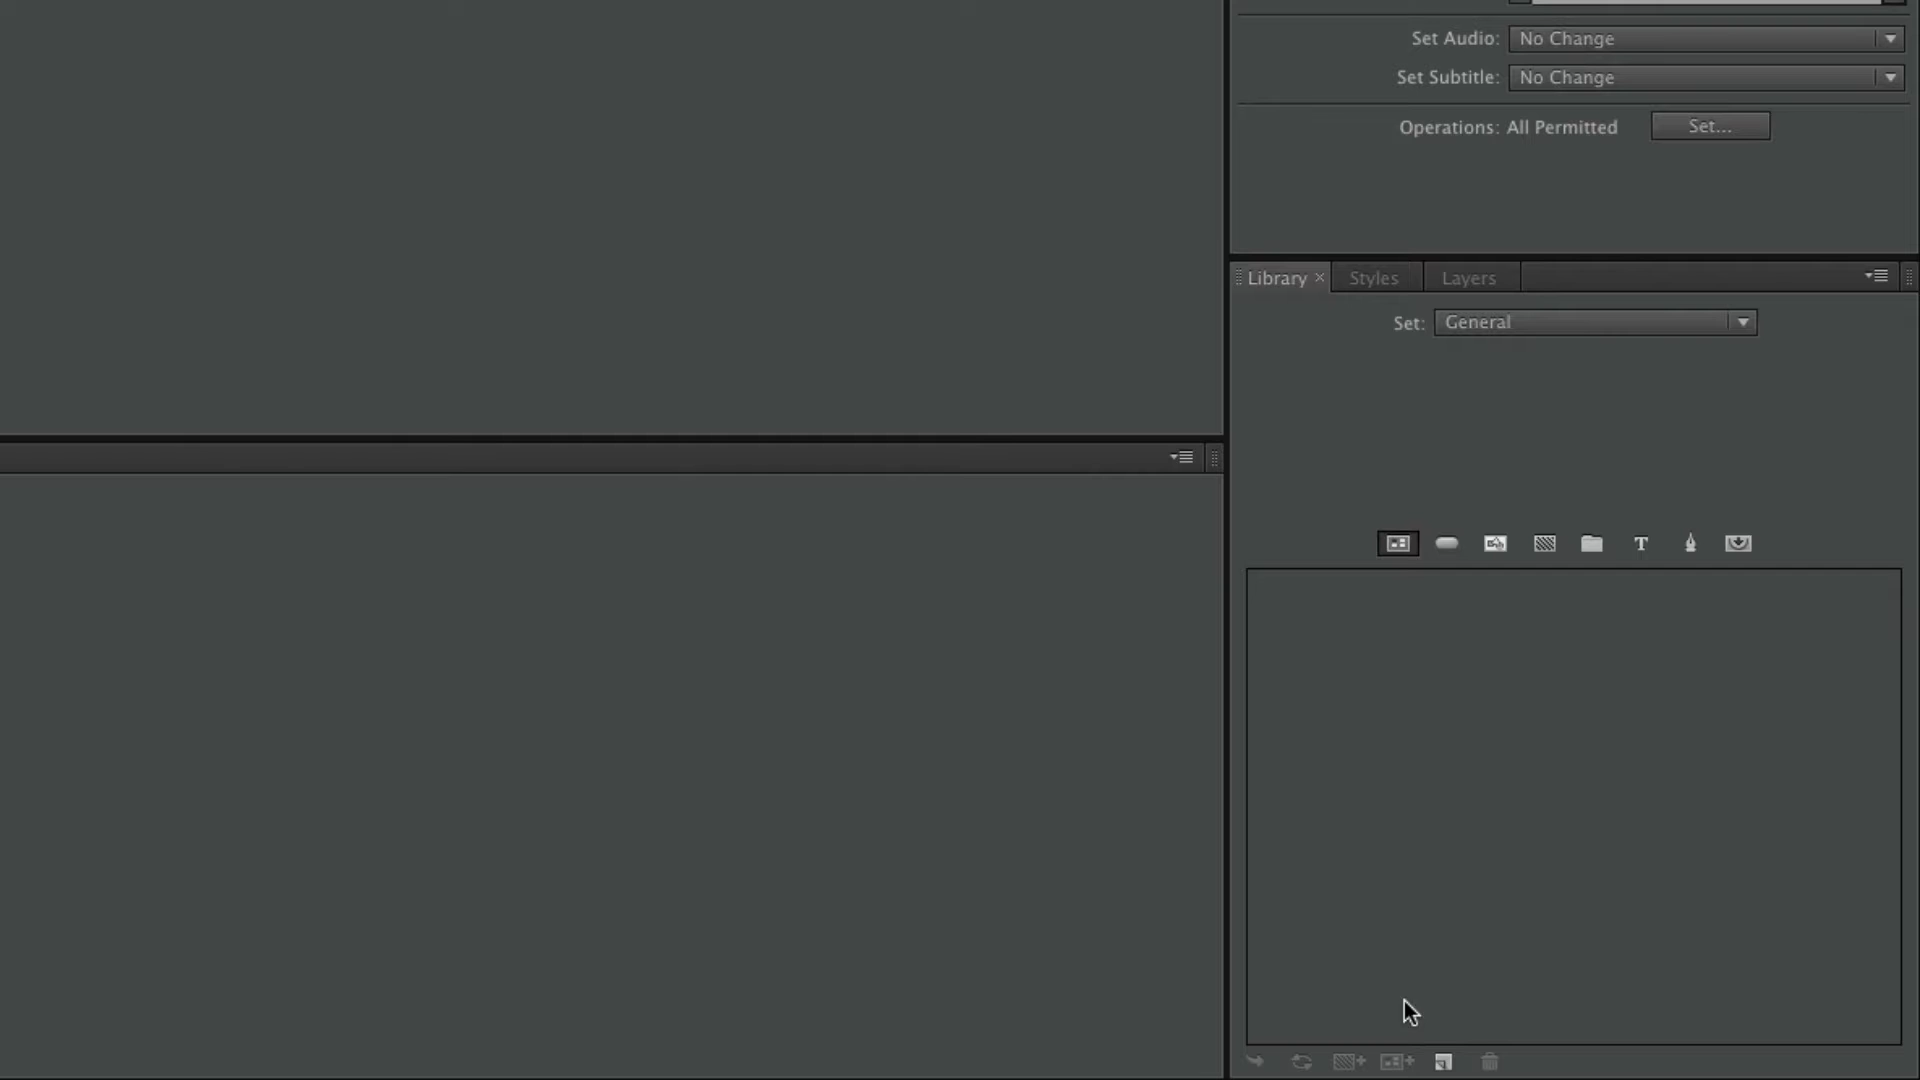 Set Audio: No Change
Set Subtitle: No Change
Operations: All Permitted Set...
Library Styles Layers
Set: General
T